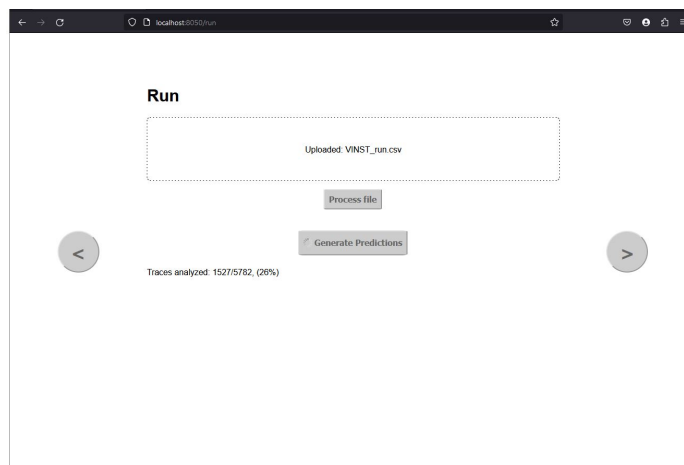 localhost:8050/run
Run
Uploaded: VINST_run.csv
Process file
Generate Predictions
<
>
Traces analyzed: 1527/5782, (26%)